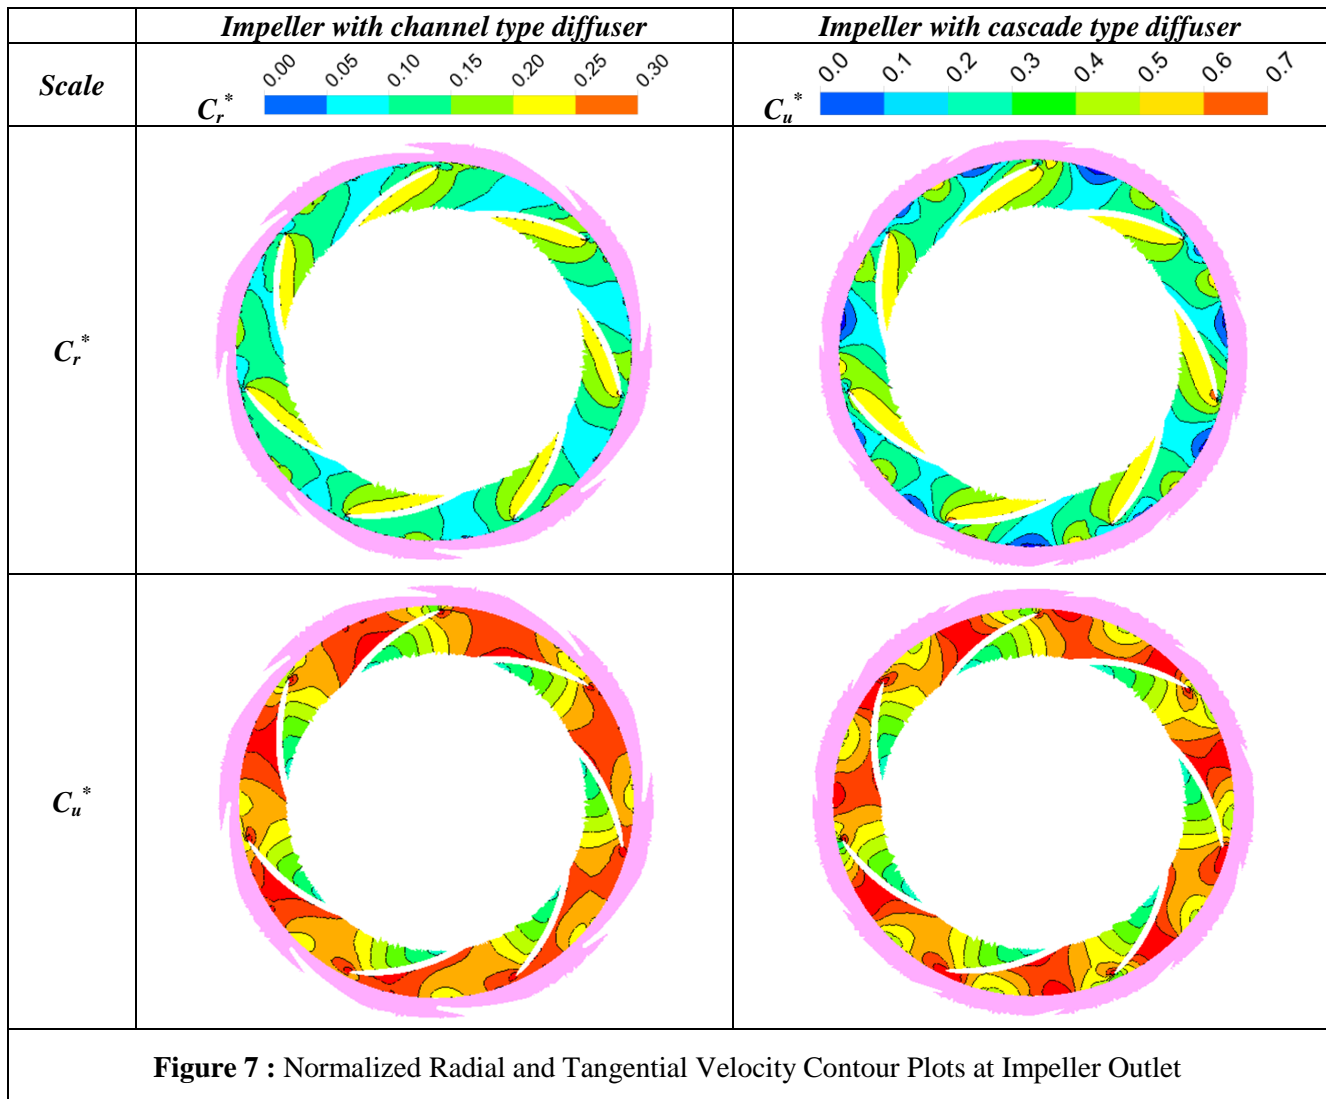 Impeller with channel type diffuser
Impeller with cascade type diffuser
Scale
0.00 0.05 0.10 0.15 0.20 0.25 0.30
Cr*
0.0 0.1 0.2 0.3 0.4 0.5 0.6 0.7
Cu*
Cr*
Cu*
Figure 7 : Normalized Radial and Tangential Velocity Contour Plots at Impeller Outlet